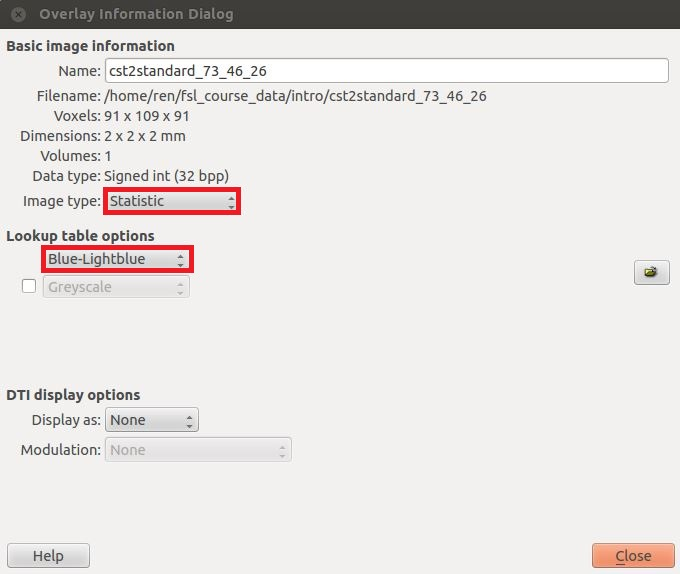 Overlay Information Dialog
Basic image information
Name: cst2standard_73_46_26
Filename: /home/ren/fsl_course_data/intro/cst2standard_73_46_26
Voxels: 91 x 109 x 91
Dimensions: 2 x 2 x 2 mm
Volumes: 1
Data type: Signed int (32 bpp)
Image type: Statistic
Lookup table options
Blue-Lightblue
Greyscale
DTI display options
Display as: None
Modulation: None
Help Close